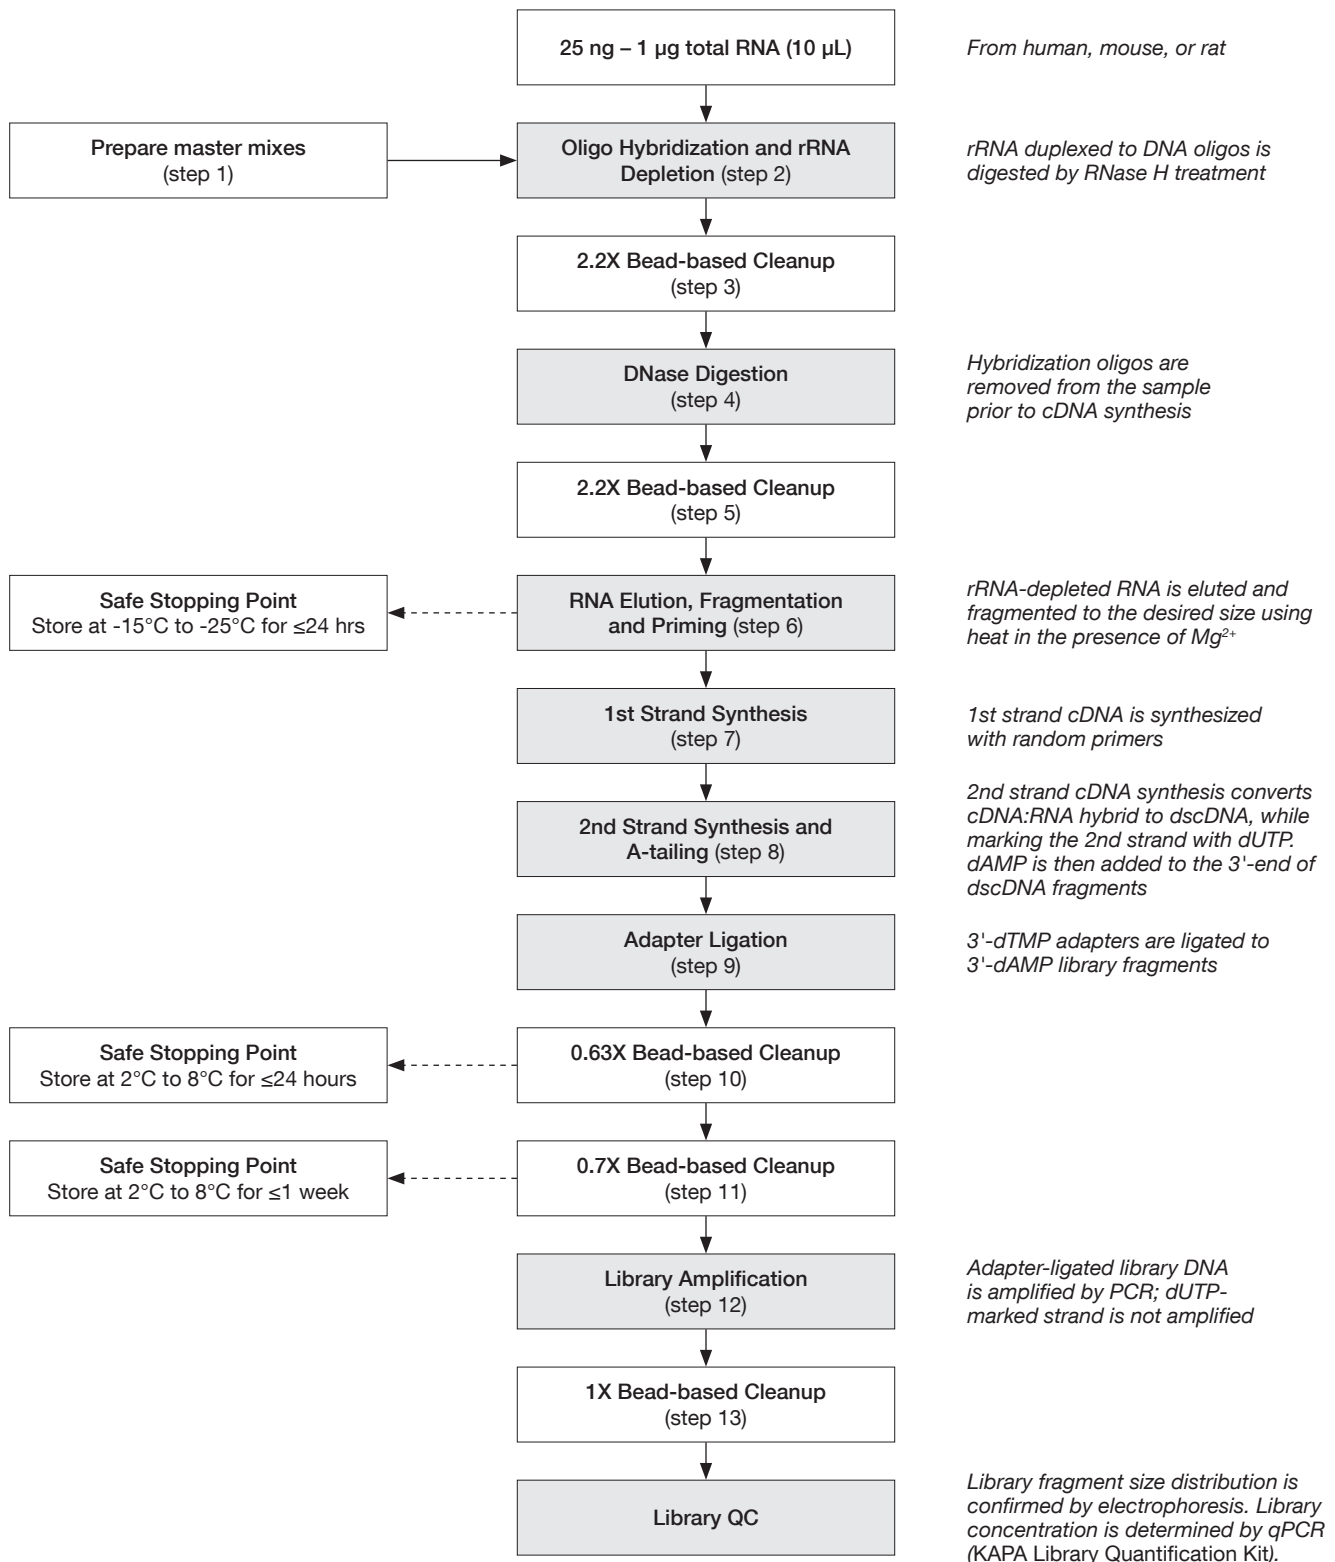 25 ng – 1 µg total RNA (10 µL)
From human, mouse, or rat
Prepare master mixes
(step 1)
Oligo Hybridization and rRNA
Depletion (step 2)
rRNA duplexed to DNA oligos is
digested by RNase H treatment
2.2X Bead-based Cleanup
(step 3)
DNase Digestion
(step 4)
Hybridization oligos are
removed from the sample
prior to cDNA synthesis
2.2X Bead-based Cleanup
(step 5)
Safe Stopping Point
Store at -15°C to -25°C for ≤24 hrs
RNA Elution, Fragmentation
and Priming (step 6)
rRNA-depleted RNA is eluted and
fragmented to the desired size using
heat in the presence of Mg²⁺
1st Strand Synthesis
(step 7)
1st strand cDNA is synthesized
with random primers
2nd Strand Synthesis and
A-tailing (step 8)
2nd strand cDNA synthesis converts
cDNA:RNA hybrid to dscDNA, while
marking the 2nd strand with dUTP.
dAMP is then added to the 3'-end of
dscDNA fragments
Adapter Ligation
(step 9)
3'-dTMP adapters are ligated to
3'-dAMP library fragments
Safe Stopping Point
Store at 2°C to 8°C for ≤24 hours
0.63X Bead-based Cleanup
(step 10)
Safe Stopping Point
Store at 2°C to 8°C for ≤1 week
0.7X Bead-based Cleanup
(step 11)
Library Amplification
(step 12)
Adapter-ligated library DNA
is amplified by PCR; dUTP-
marked strand is not amplified
1X Bead-based Cleanup
(step 13)
Library QC
Library fragment size distribution is
confirmed by electrophoresis. Library
concentration is determined by qPCR
(KAPA Library Quantification Kit).